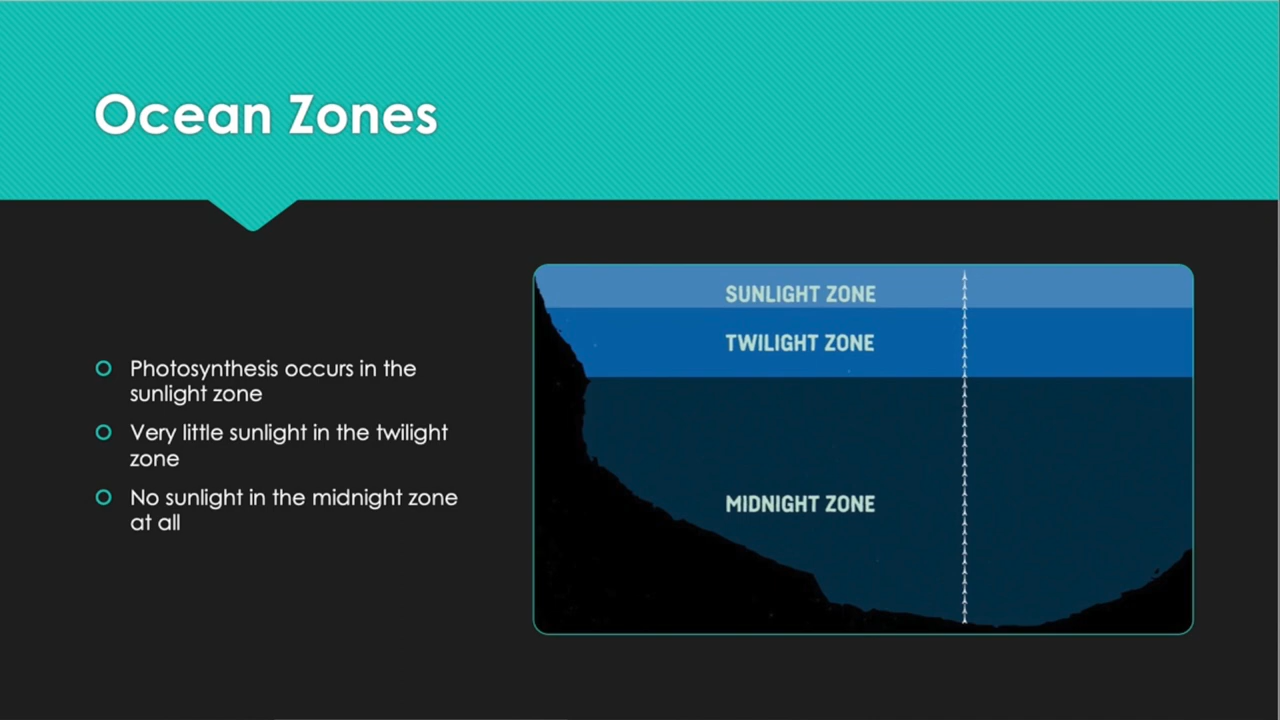 Ocean Zones
Photosynthesis occurs in the
sunlight zone
Very little sunlight in the twilight
zone
No sunlight in the midnight zone
at all
SUNLIGHT ZONE
TWILIGHT ZONE
MIDNIGHT ZONE